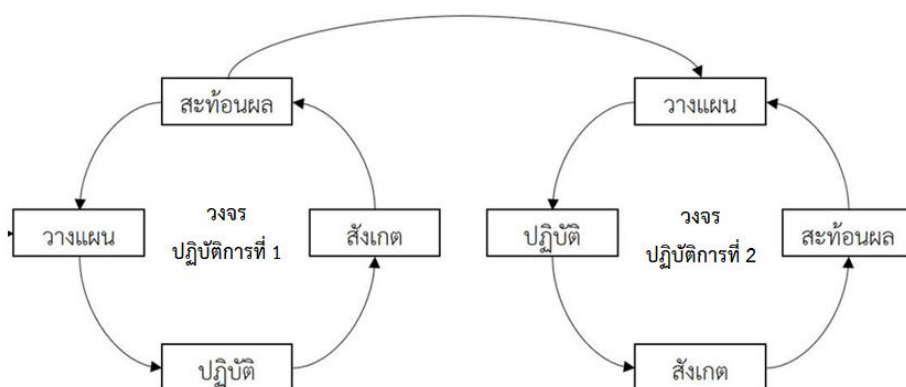 สะท้อนผล
วางแผน
วางแผน
วงจร
ปฏิบัติการที่ 1
สังเกต
ปฏิบัติ
วงจร
ปฏิบัติการที่ 2
สะท้อนผล
ปฏิบัติ
สังเกต